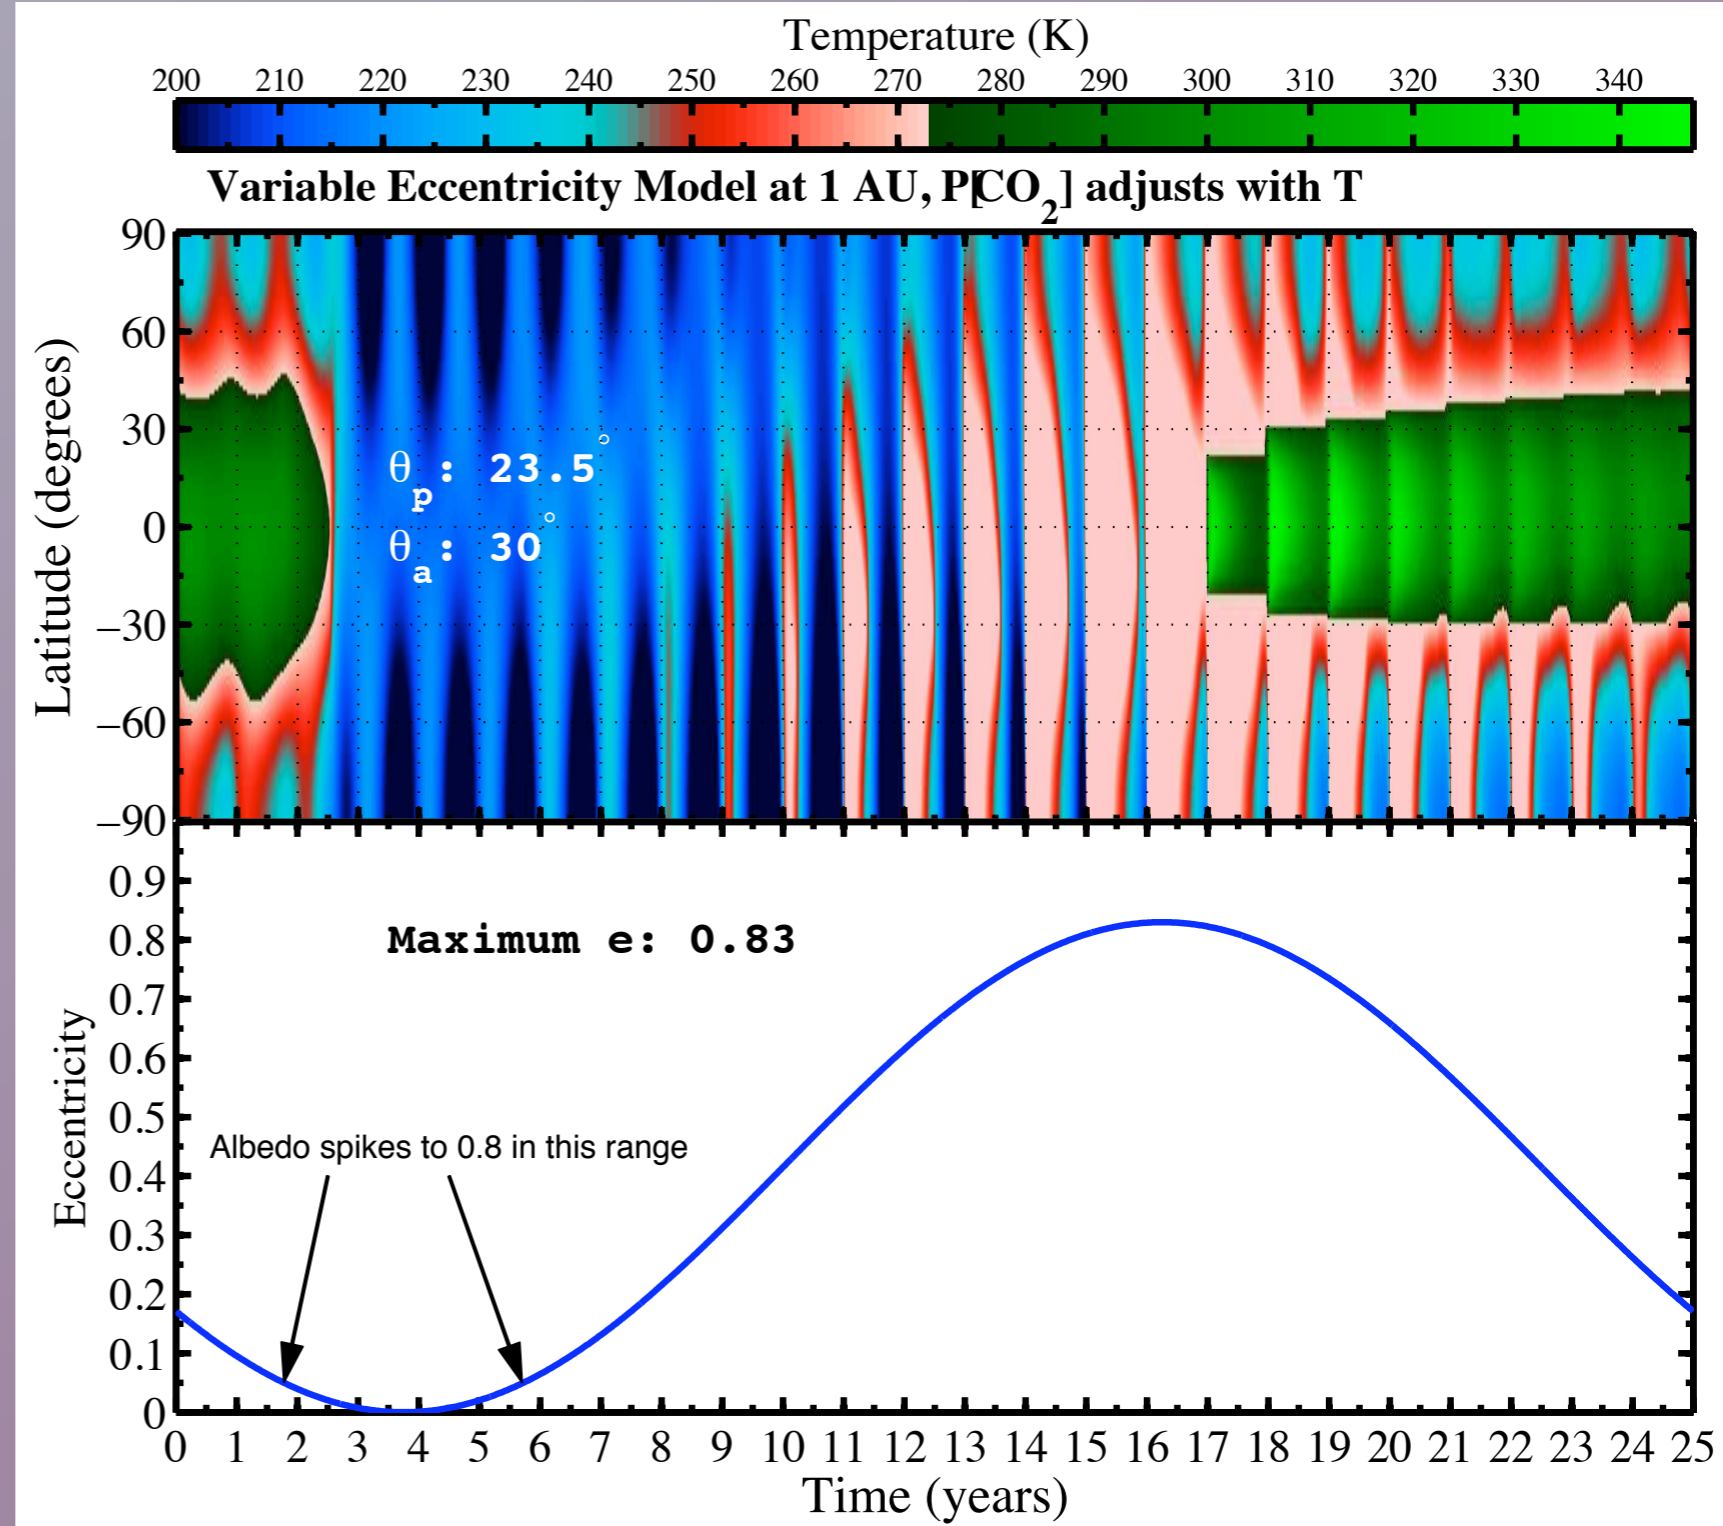 Temperature (K)
200 210 220 230 240 250 260 270 280 290 300 310 320 330 340
Variable Eccentricity Model at 1 AU, P[CO2] adjusts with T
90
60
30
0
–30
–60
–90
Latitude (degrees)
θp: 23.5°
θa: 30°
0.9
0.8
0.7
0.6
0.5
0.4
0.3
0.2
0.1
0
Eccentricity
Maximum e: 0.83
Albedo spikes to 0.8 in this range
0 1 2 3 4 5 6 7 8 9 10 11 12 13 14 15 16 17 18 19 20 21 22 23 24 25
Time (years)